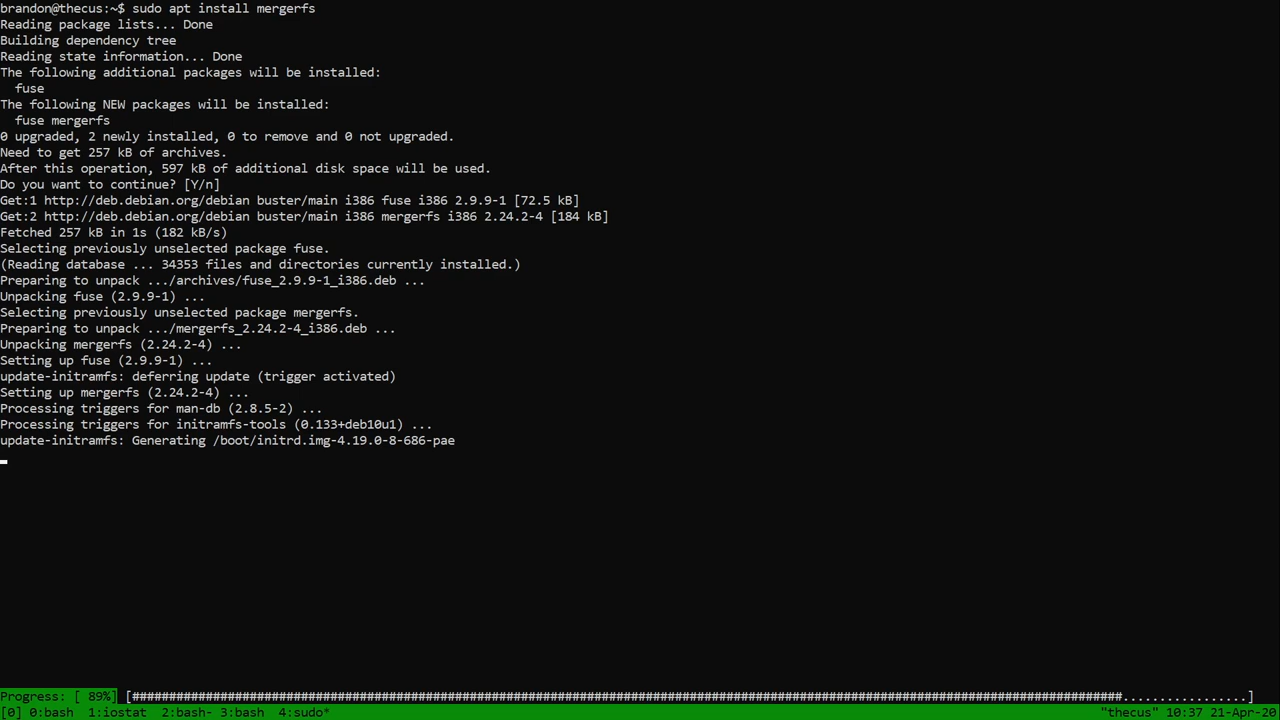 brandon@thecus:~$ sudo apt install mergerfs
Reading package lists... Done
Building dependency tree
Reading state information... Done
The following additional packages will be installed:
  fuse
The following NEW packages will be installed:
  fuse mergerfs
0 upgraded, 2 newly installed, 0 to remove and 0 not upgraded.
Need to get 257 kB of archives.
After this operation, 597 kB of additional disk space will be used.
Do you want to continue? [Y/n]
Get:1 http://deb.debian.org/debian buster/main i386 fuse i386 2.9.9-1 [72.5 kB]
Get:2 http://deb.debian.org/debian buster/main i386 mergerfs i386 2.24.2-4 [184 kB]
Fetched 257 kB in 1s (182 kB/s)
Selecting previously unselected package fuse.
(Reading database ... 34353 files and directories currently installed.)
Preparing to unpack .../archives/fuse_2.9.9-1_i386.deb ...
Unpacking fuse (2.9.9-1) ...
Selecting previously unselected package mergerfs.
Preparing to unpack .../mergerfs_2.24.2-4_i386.deb ...
Unpacking mergerfs (2.24.2-4) ...
Setting up fuse (2.9.9-1) ...
update-initramfs: deferring update (trigger activated)
Setting up mergerfs (2.24.2-4) ...
Processing triggers for man-db (2.8.5-2) ...
Processing triggers for initramfs-tools (0.133+deb10u1) ...
update-initramfs: Generating /boot/initrd.img-4.19.0-8-686-pae
Progress: [ 89%] [#######################################################################################################################################.................]
[0] 0:bash  1:iostat  2:bash- 3:bash  4:sudo* "thecus" 10:37 21-Apr-20